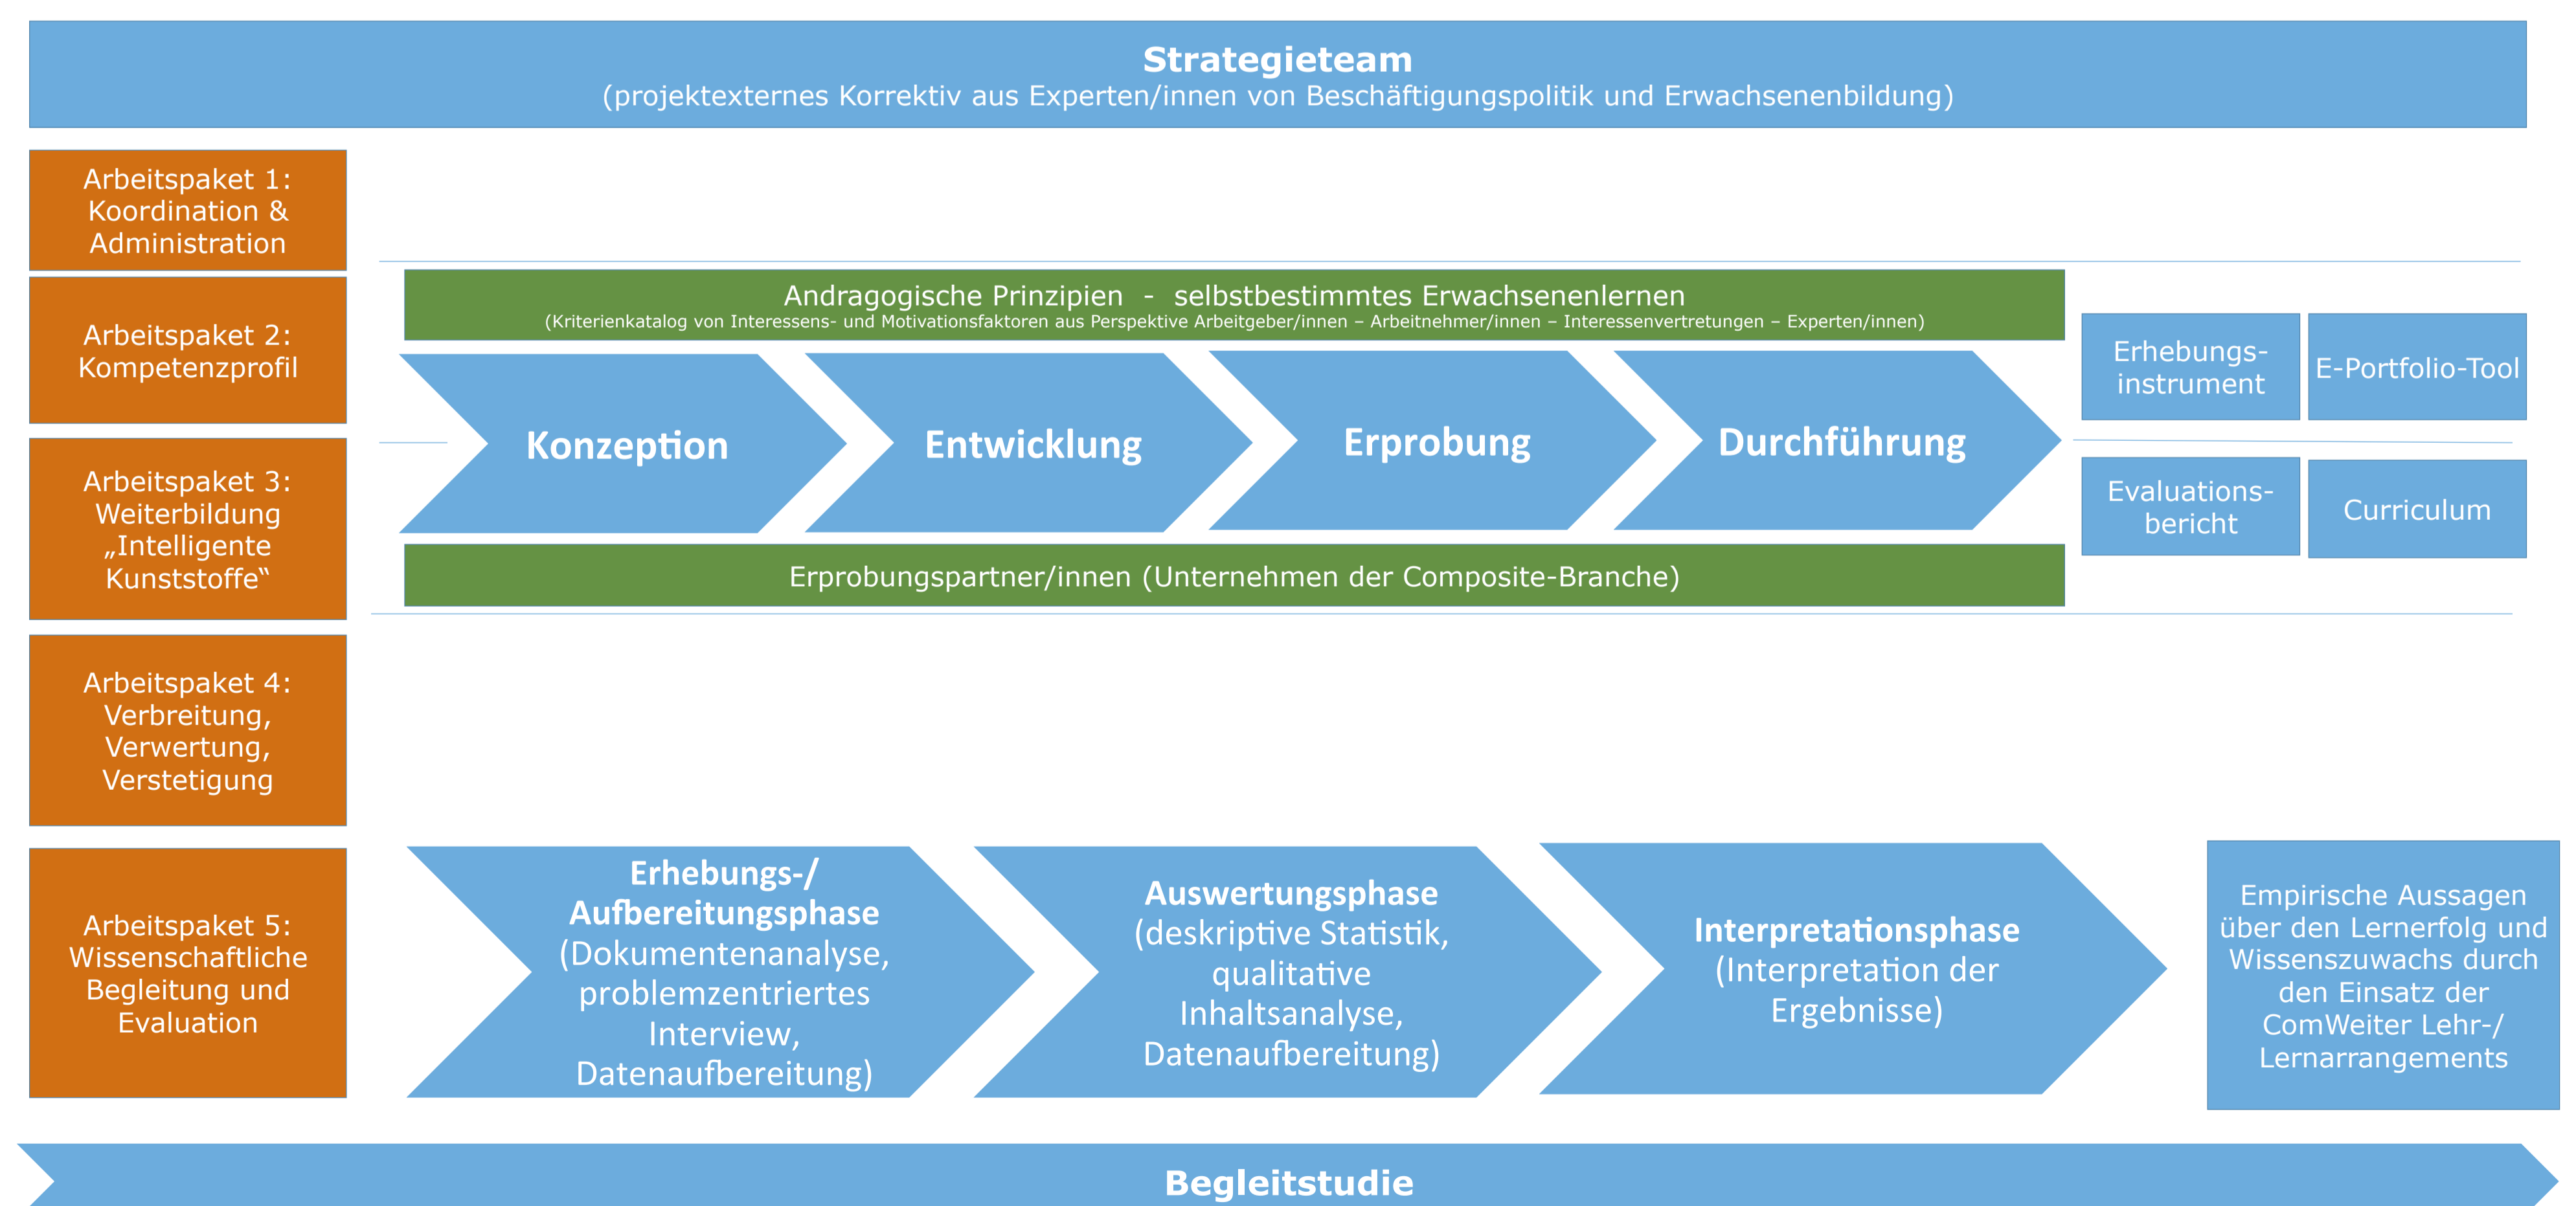 Strategieteam
(projektexternes Korrektiv aus Experten/innen von Beschäftigungspolitik und Erwachsenenbildung)
Arbeitspaket 1:
Koordination &
Administration
Arbeitspaket 2:
Kompetenzprofil
Arbeitspaket 3:
Weiterbildung
„Intelligente
Kunststoffe“
Arbeitspaket 4:
Verbreitung,
Verwertung,
Verstetigung
Arbeitspaket 5:
Wissenschaftliche
Begleitung und
Evaluation
Andragogische Prinzipien - selbstbestimmtes Erwachsenenlernen
(Kriterienkatalog von Interessens- und Motivationsfaktoren aus Perspektive Arbeitgeber/innen – Arbeitnehmer/innen – Interessenvertretungen – Experten/innen)
Konzeption
Entwicklung
Erprobung
Durchführung
Erprobungspartner/innen (Unternehmen der Composite-Branche)
Erhebungs-
instrument
E-Portfolio-Tool
Evaluations-
bericht
Curriculum
Erhebungs-/
Aufbereitungsphase
(Dokumentenanalyse,
problemzentriertes
Interview,
Datenaufbereitung)
Auswertungsphase
(deskriptive Statistik,
qualitative
Inhaltsanalyse,
Datenaufbereitung)
Interpretationsphase
(Interpretation der
Ergebnisse)
Empirische Aussagen
über den Lernerfolg und
Wissenszuwachs durch
den Einsatz der
ComWeiter Lehr-/
Lernarrangements
Begleitstudie